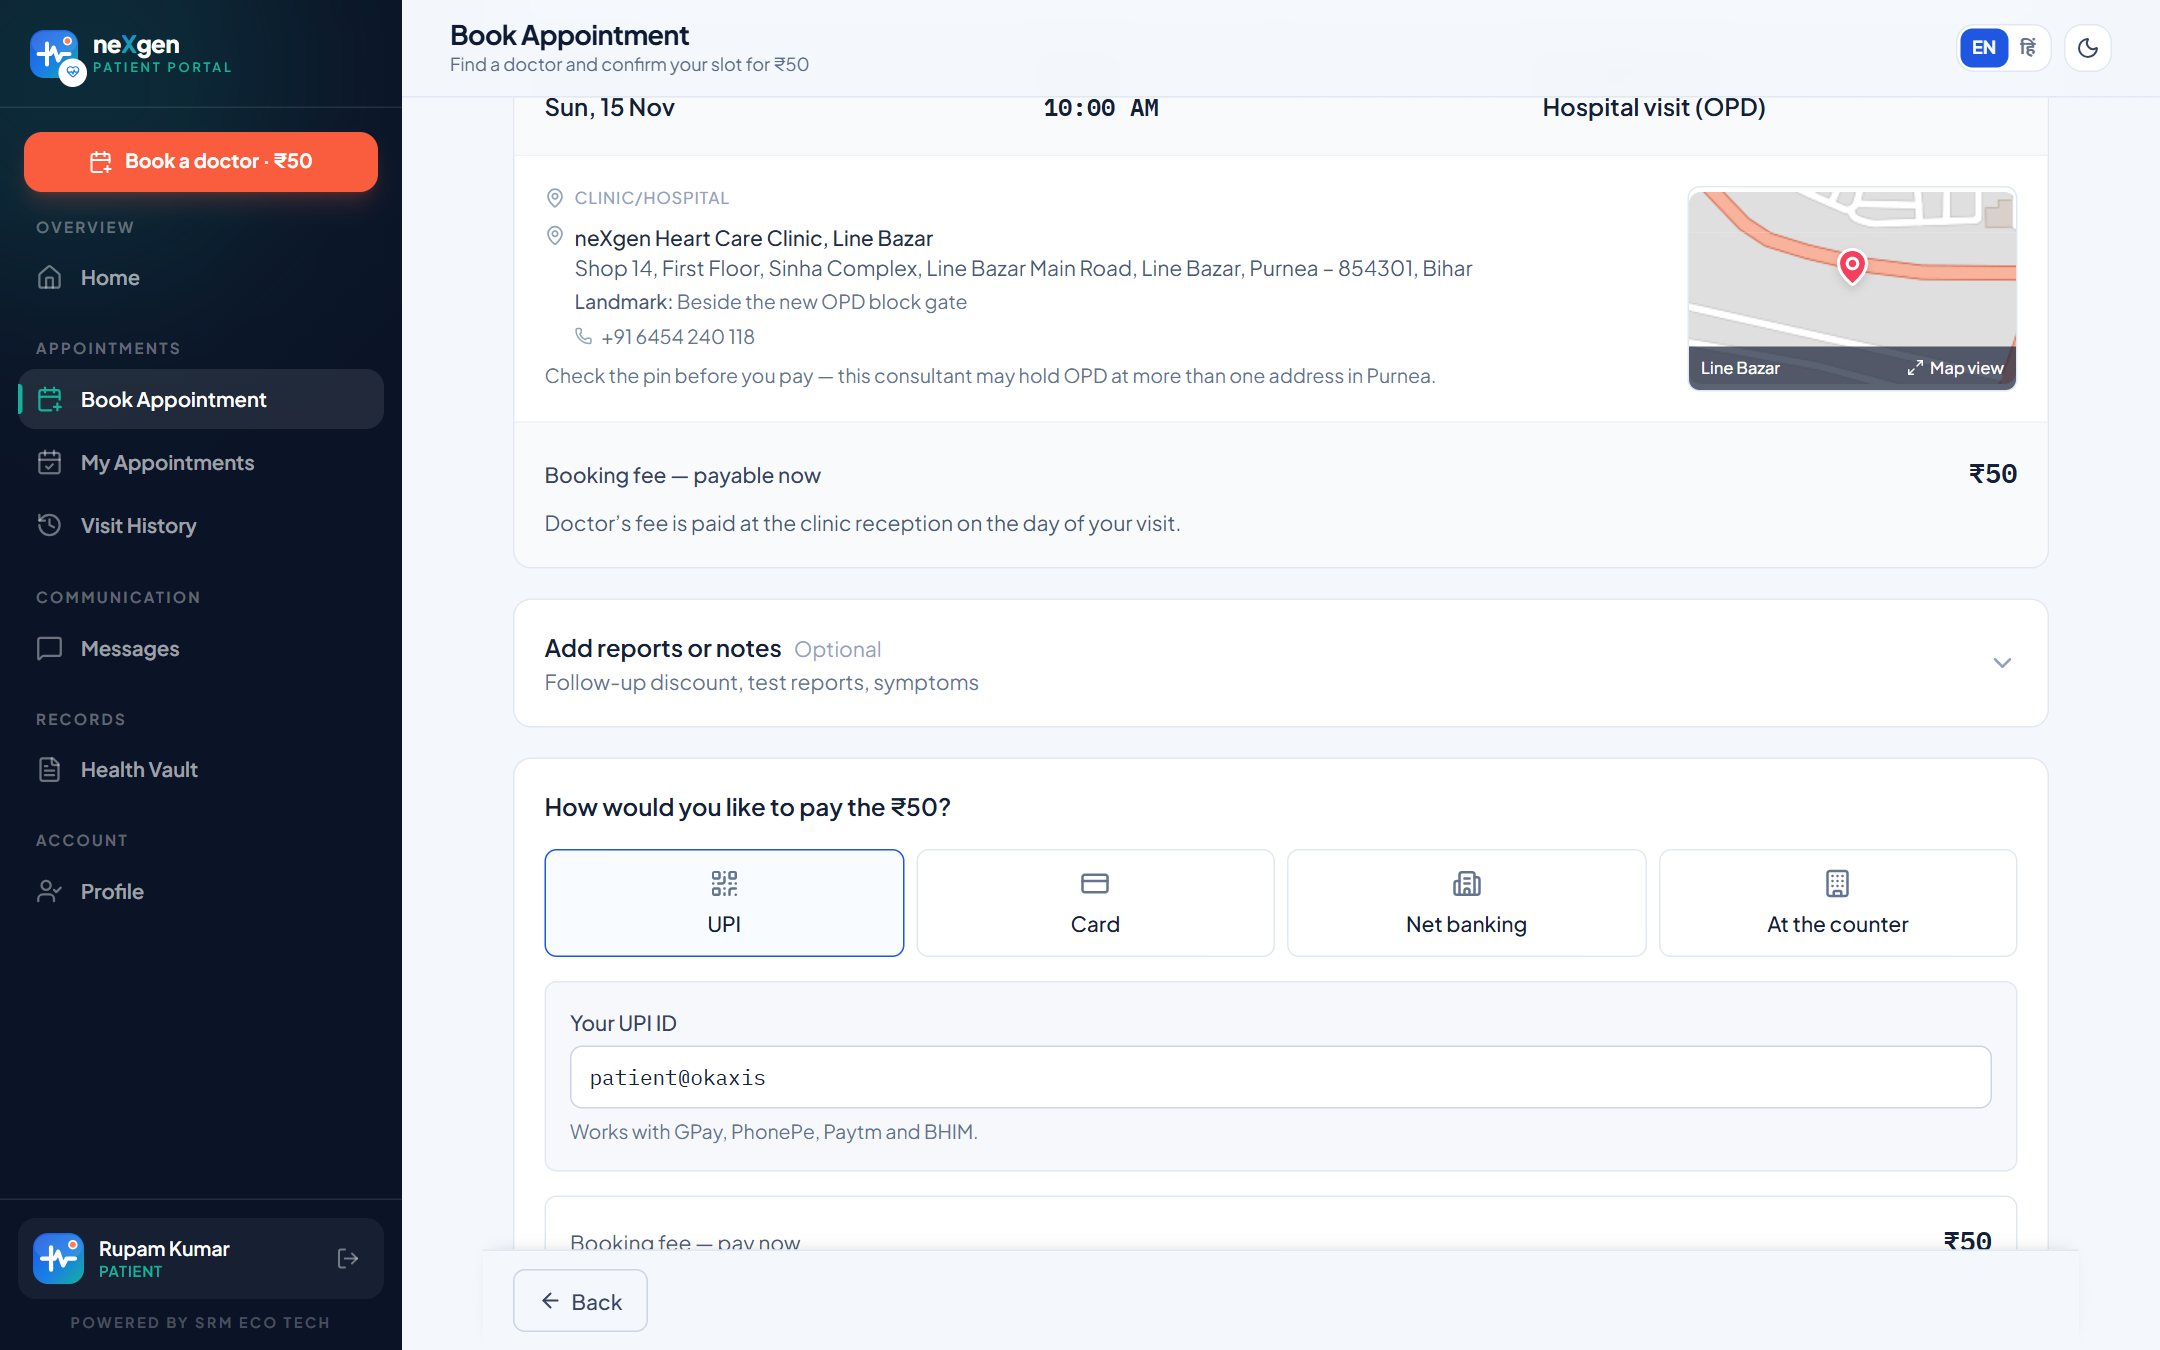 neXgen
PATIENT PORTAL
Book a doctor · ₹50
OVERVIEW
Home
APPOINTMENTS
Book Appointment
My Appointments
Visit History
COMMUNICATION
Messages
RECORDS
Health Vault
ACCOUNT
Profile
Rupam Kumar
PATIENT
POWERED BY SRM ECO TECH
Book Appointment
Find a doctor and confirm your slot for ₹50
EN हिं
Sun, 15 Nov 10:00 AM Hospital visit (OPD)
CLINIC/HOSPITAL
neXgen Heart Care Clinic, Line Bazar
Shop 14, First Floor, Sinha Complex, Line Bazar Main Road, Line Bazar, Purnea – 854301, Bihar
Landmark: Beside the new OPD block gate
+91 6454 240 118
Check the pin before you pay — this consultant may hold OPD at more than one address in Purnea.
Line Bazar Map view
Booking fee — payable now ₹50
Doctor’s fee is paid at the clinic reception on the day of your visit.
Add reports or notes Optional
Follow-up discount, test reports, symptoms
How would you like to pay the ₹50?
UPI Card Net banking At the counter
Your UPI ID
patient@okaxis
Works with GPay, PhonePe, Paytm and BHIM.
Booking fee — pay now ₹50
Back